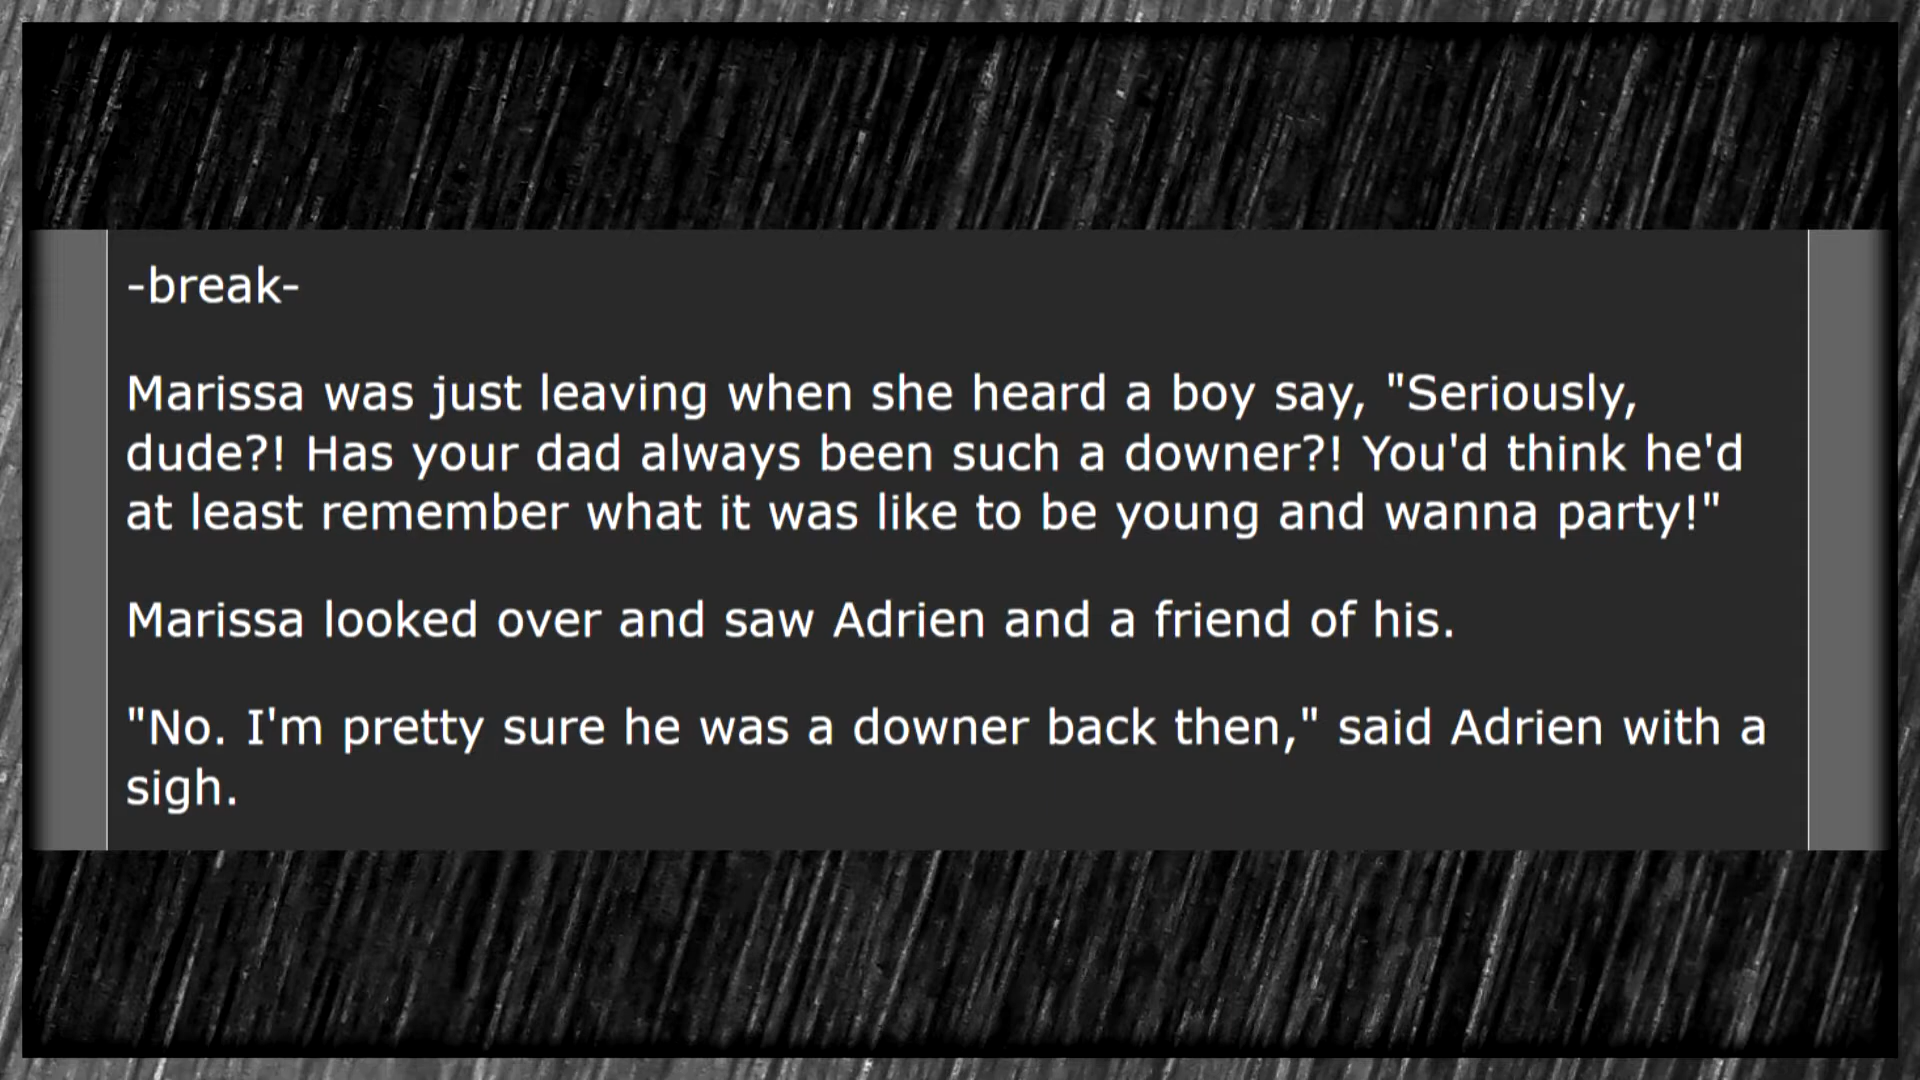 -break-
Marissa was just leaving when she heard a boy say, "Seriously,
dude?! Has your dad always been such a downer?! You'd think he'd
at least remember what it was like to be young and wanna party!"
Marissa looked over and saw Adrien and a friend of his.
"No. I'm pretty sure he was a downer back then," said Adrien with a
sigh.